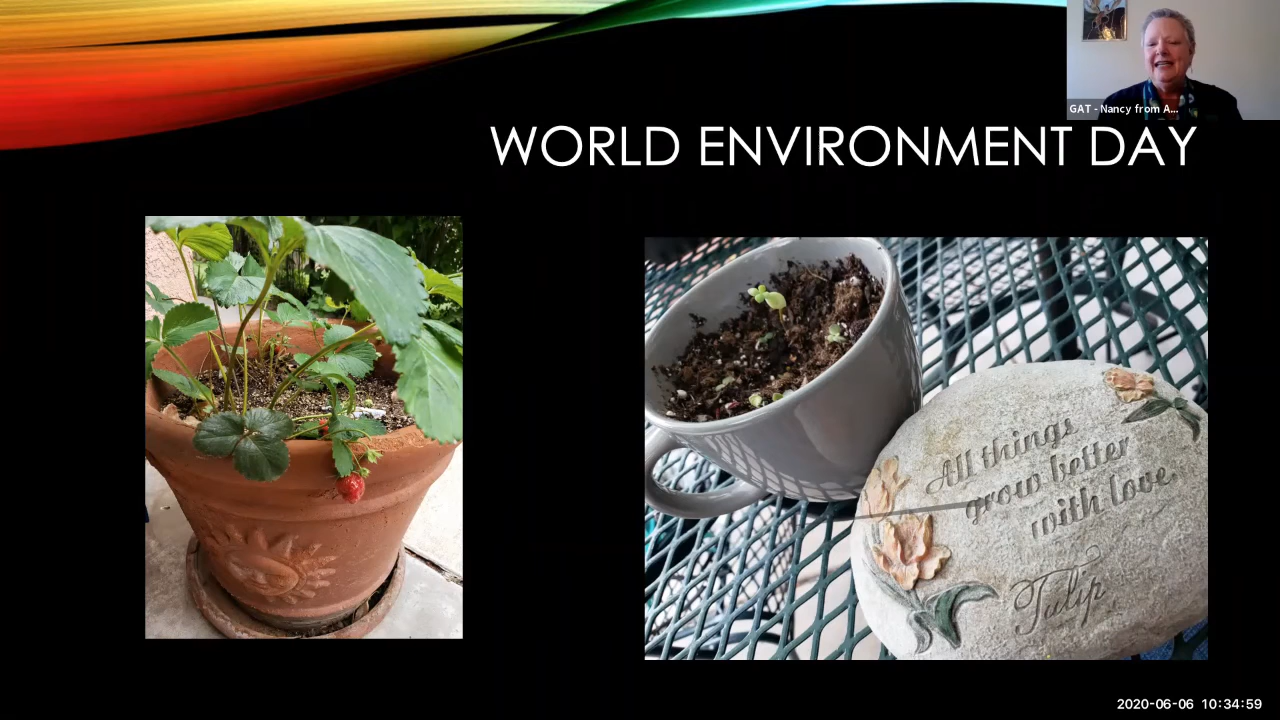 GAT - Nancy from A...
WORLD ENVIRONMENT DAY
All things
grow better
with love.
Tulip
2020-06-06 10:34:59